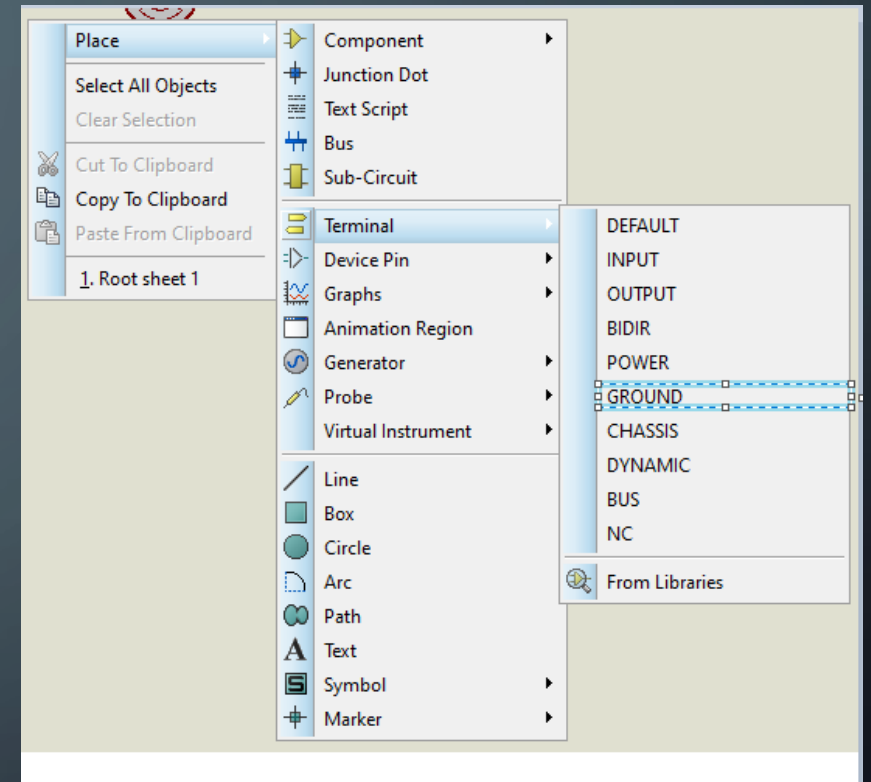 Place
Select All Objects
Clear Selection
Cut To Clipboard
Copy To Clipboard
Paste From Clipboard
1. Root sheet 1
Component
Junction Dot
Text Script
Bus
Sub-Circuit
Terminal
Device Pin
Graphs
Animation Region
Generator
Probe
Virtual Instrument
Line
Box
Circle
Arc
Path
Text
Symbol
Marker
DEFAULT
INPUT
OUTPUT
BIDIR
POWER
GROUND
CHASSIS
DYNAMIC
BUS
NC
From Libraries